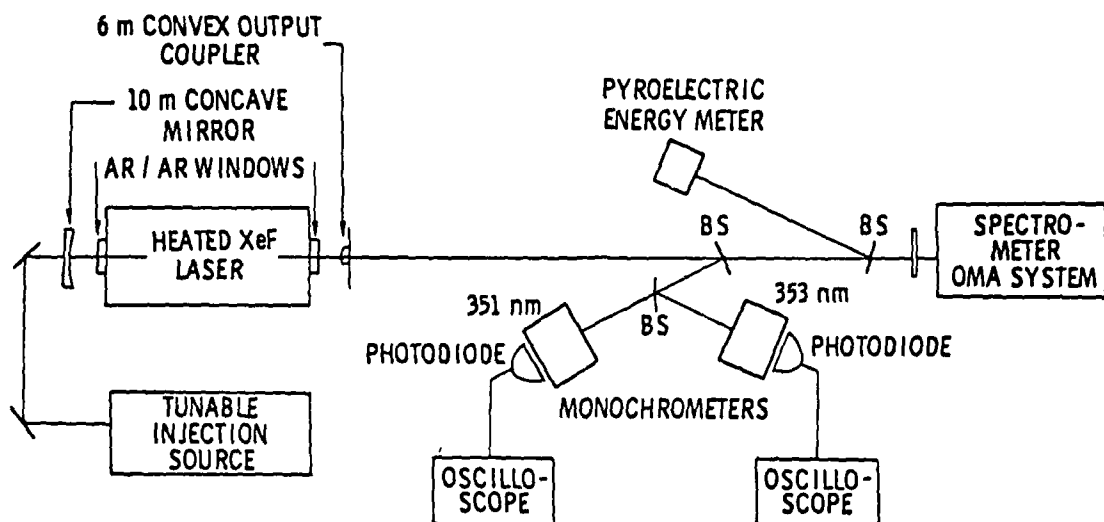 6 m CONVEX OUTPUT
COUPLER
10 m CONCAVE
MIRROR
AR / AR WINDOWS
HEATED XeF
LASER
TUNABLE
INJECTION
SOURCE
PYROELECTRIC
ENERGY METER
BS
BS
SPECTRO-
METER
OMA SYSTEM
351 nm
BS
353 nm
PHOTODIODE
PHOTODIODE
MONOCHROMETERS
OSCILLO-
SCOPE
OSCILLO-
SCOPE